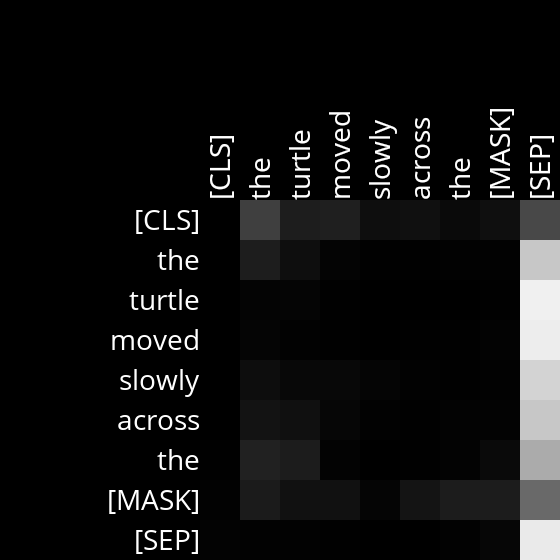 [CLS] the turtle moved slowly across the [MASK] [SEP]
[CLS]
the
turtle
moved
slowly
across
the
[MASK]
[SEP]